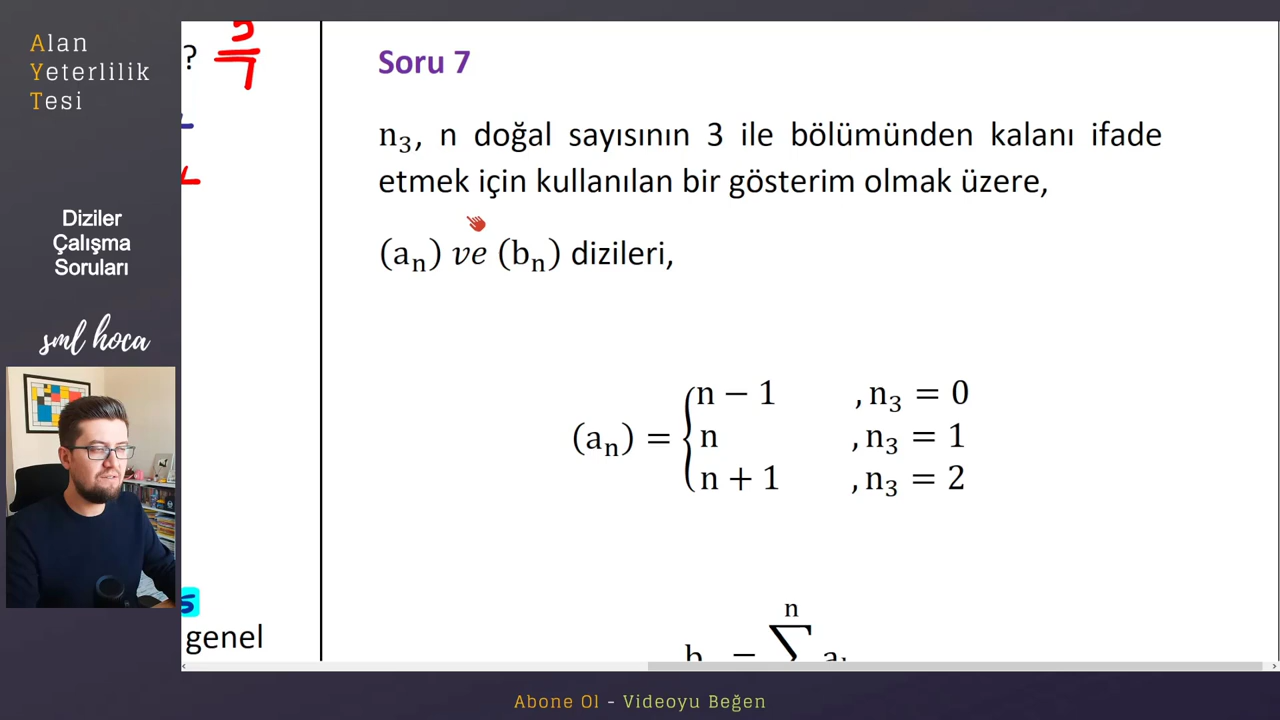 Alan
Yeterlilik
Tesi
Diziler
Çalışma
Soruları
sml hoca
? 3/7
genel
Soru 7
n₃, n doğal sayısının 3 ile bölümünden kalanı ifade
etmek için kullanılan bir gösterim olmak üzere,
(aₙ) ve (bₙ) dizileri,
(aₙ) = {
n − 1 , n₃ = 0
n , n₃ = 1
n + 1 , n₃ = 2
n
b = ∑ a
Abone Ol - Videoyu Beğen